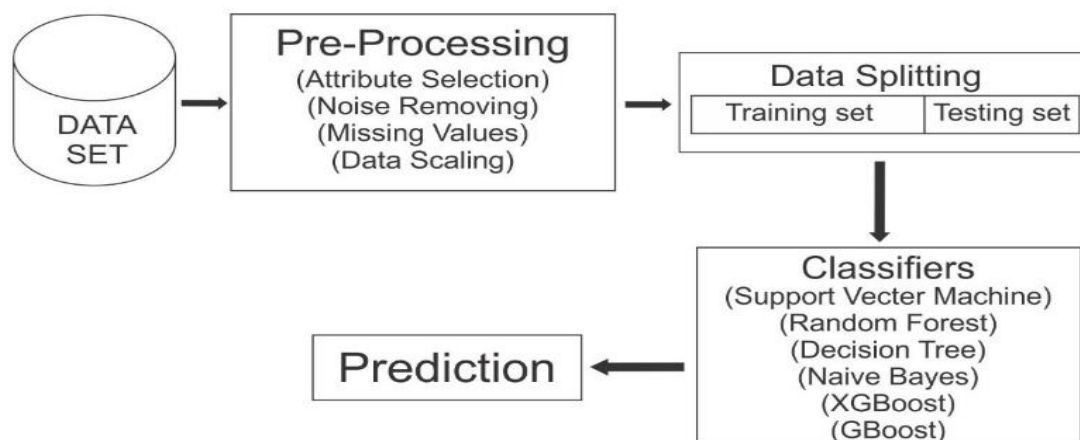 DATA
SET
Pre-Processing
(Attribute Selection)
(Noise Removing)
(Missing Values)
(Data Scaling)
Data Splitting
Training set
Testing set
Classifiers
(Support Vecter Machine)
(Random Forest)
(Decision Tree)
(Naive Bayes)
(XGBoost)
(GBoost)
Prediction